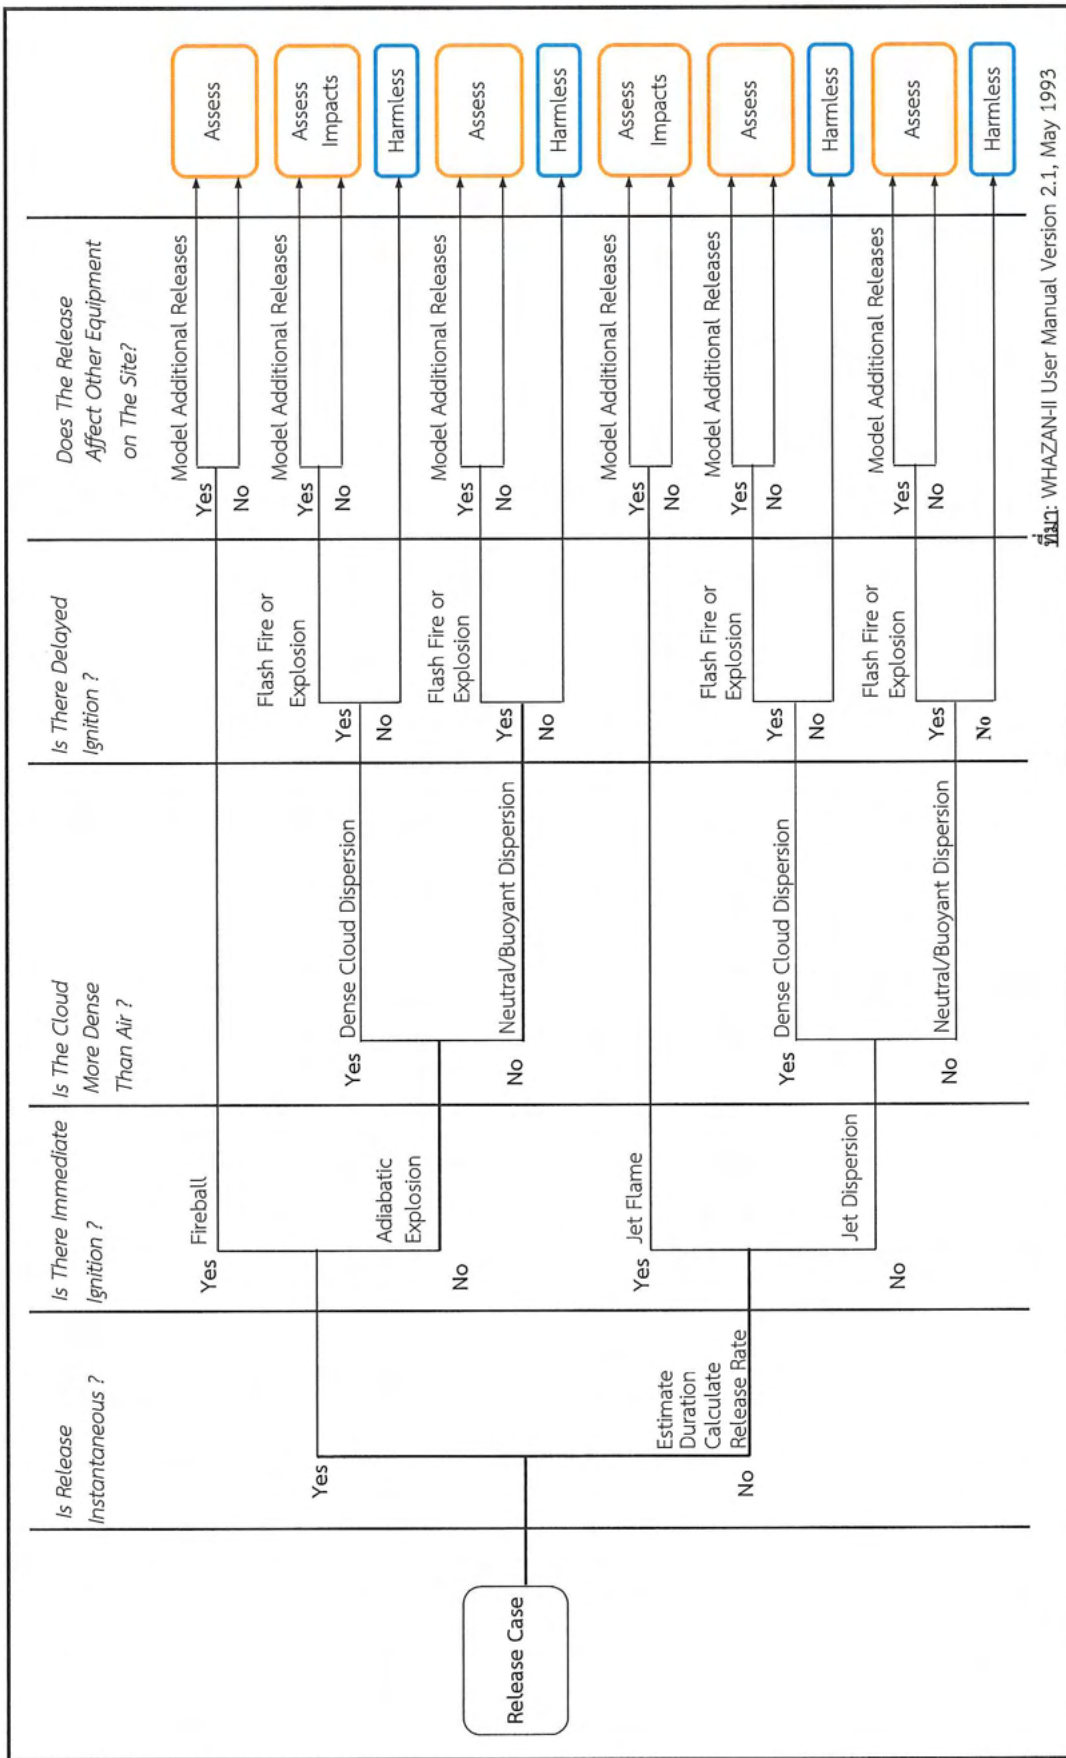 Is Release
Instantaneous ?
Is There Immediate
Ignition ?
Is The Cloud
More Dense
Than Air ?
Is There Delayed
Ignition ?
Does The Release
Affect Other Equipment
on The Site?
Release Case
Yes
No
Estimate
Duration
Calculate
Release Rate
Yes
Fireball
No
Adiabatic
Explosion
Yes
Jet Flame
No
Jet Dispersion
Yes
Dense Cloud Dispersion
No
Neutral/Buoyant Dispersion
Yes
Dense Cloud Dispersion
No
Neutral/Buoyant Dispersion
Flash Fire or
Explosion
Yes
No
Flash Fire or
Explosion
Yes
No
Flash Fire or
Explosion
Yes
No
Flash Fire or
Explosion
Yes
No
Model Additional Releases
Yes
No
Model Additional Releases
Yes
No
Model Additional Releases
Yes
No
Model Additional Releases
Yes
No
Model Additional Releases
Yes
No
Model Additional Releases
Yes
No
Assess
Assess
Impacts
Harmless
Assess
Harmless
Assess
Impacts
Assess
Harmless
Assess
Harmless
ที่มา: WHAZAN-II User Manual Version 2.1, May 1993